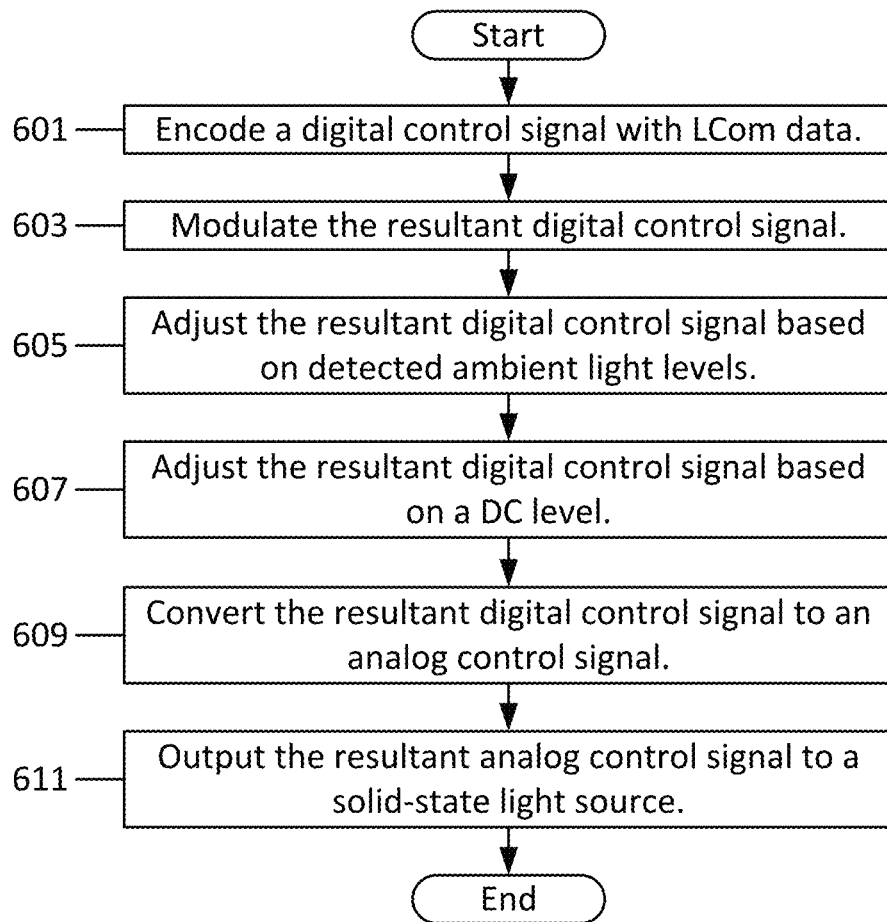 Start
601 Encode a digital control signal with LCom data.
603 Modulate the resultant digital control signal.
Adjust the resultant digital control signal based
605
on detected ambient light levels.
Adjust the resultant digital control signal based
607
on a DC level.
Convert the resultant digital control signal to an
609
analog control signal.
Output the resultant analog control signal to a
611
solid-state light source.
End